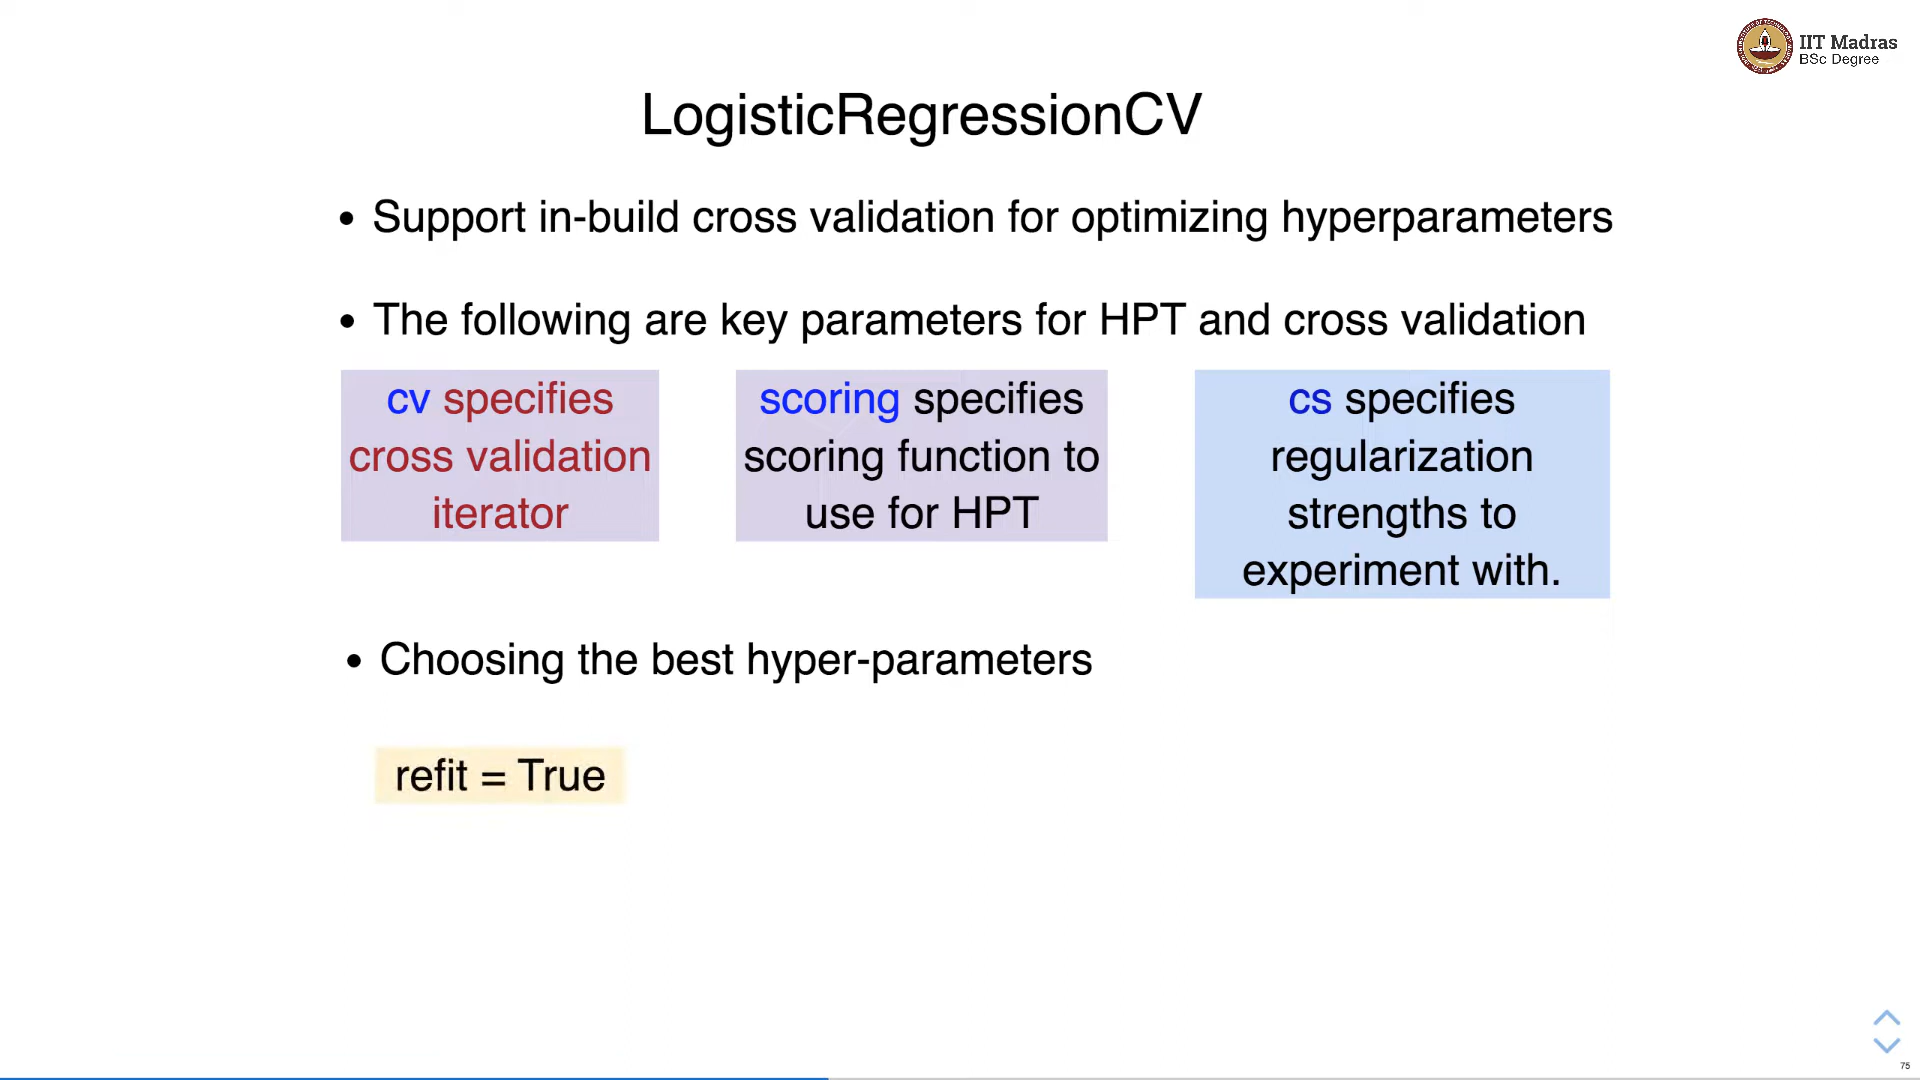 IIT Madras
BSc Degree
LogisticRegressionCV
• Support in-build cross validation for optimizing hyperparameters
• The following are key parameters for HPT and cross validation
cv specifies
cross validation
iterator
scoring specifies
scoring function to
use for HPT
cs specifies
regularization
strengths to
experiment with.
• Choosing the best hyper-parameters
refit = True
75